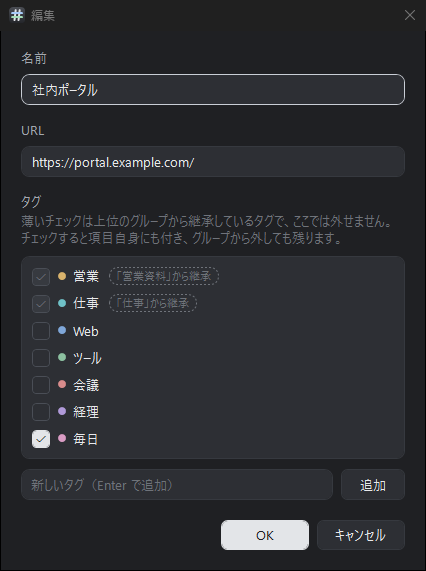 編集
名前
社内ポータル
URL
https://portal.example.com/
タグ
薄いチェックは上位のグループから継承しているタグで、ここでは外せません。
チェックすると項目自身にも付き、グループから外しても残ります。
営業 「営業資料」から継承
仕事 「仕事」から継承
Web
ツール
会議
経理
毎日
新しいタグ（Enter で追加） 追加
OK キャンセル